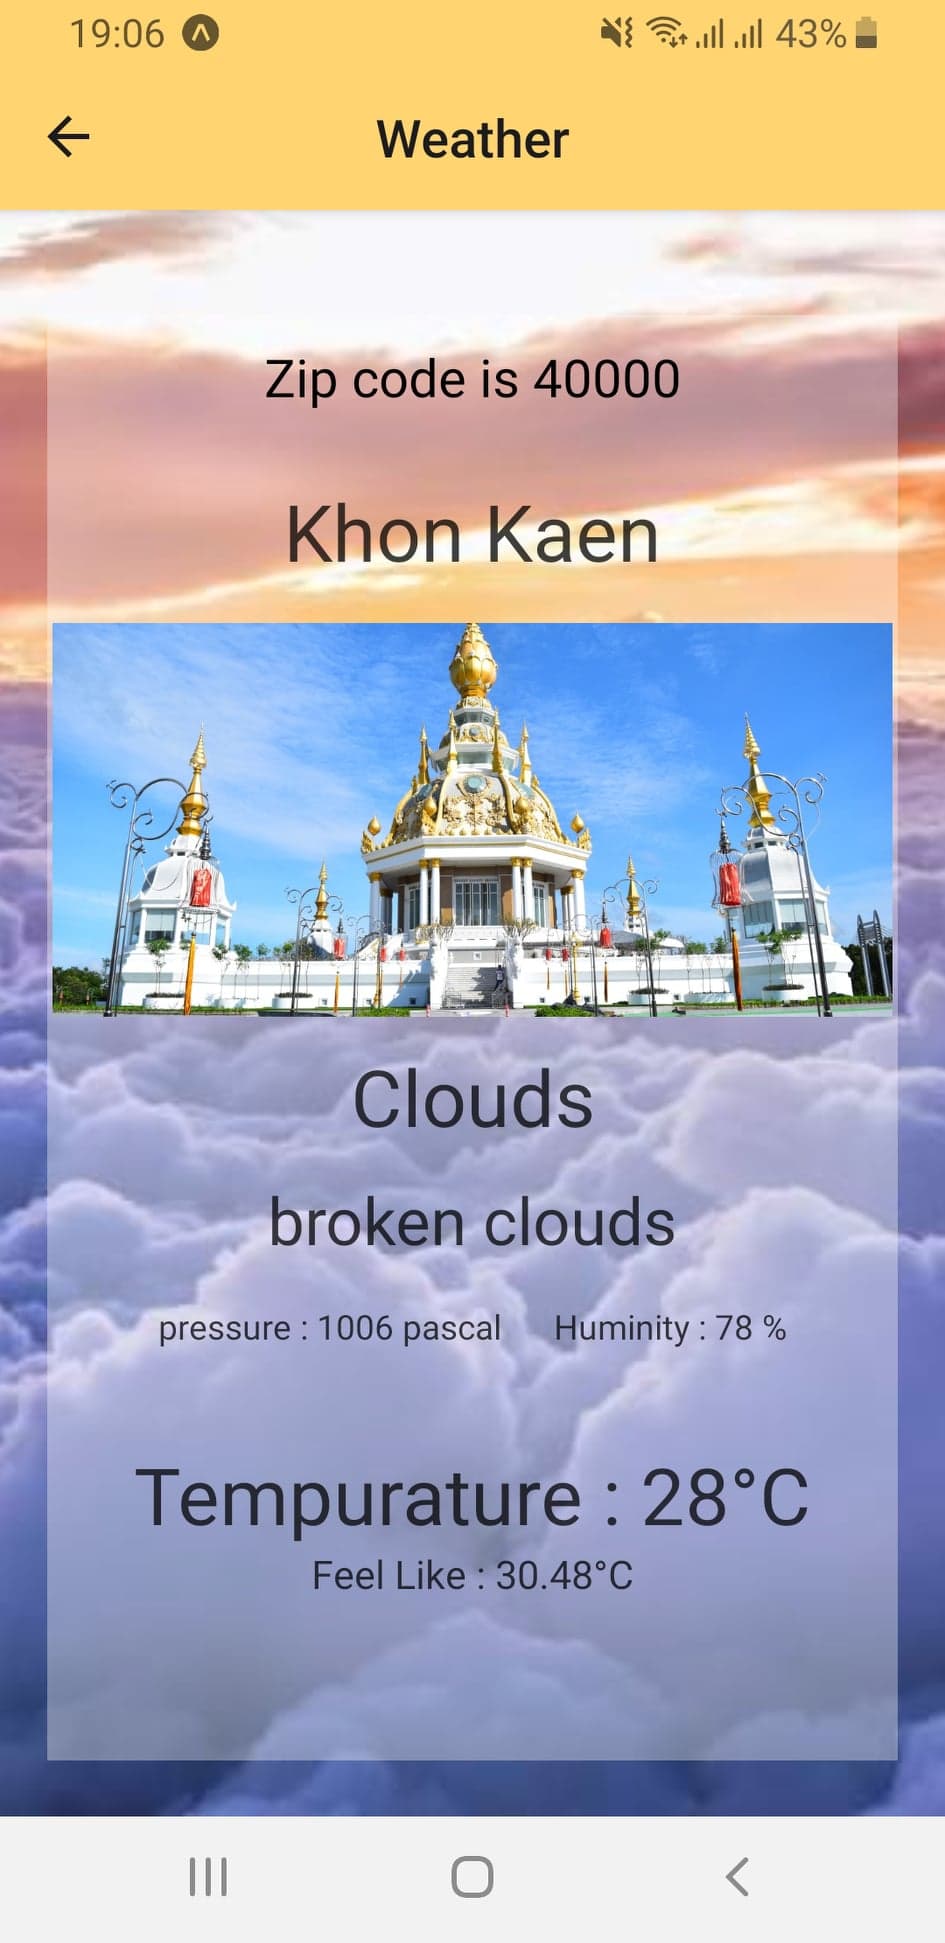 19:06 43%
Weather
Zip code is 40000
Khon Kaen
Clouds
broken clouds
pressure : 1006 pascal Huminity : 78 %
Tempurature : 28°C
Feel Like : 30.48°C